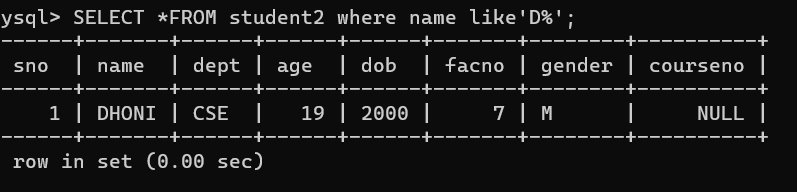 ysql> SELECT *FROM student2 where name like'D%';
------+-------+------+------+------+-------+--------+----------+
 sno  | name  | dept | age  | dob  | facno | gender | courseno |
------+-------+------+------+------+-------+--------+----------+
    1 | DHONI | CSE  |   19 | 2000 |     7 | M      |     NULL |
------+-------+------+------+------+-------+--------+----------+
 row in set (0.00 sec)